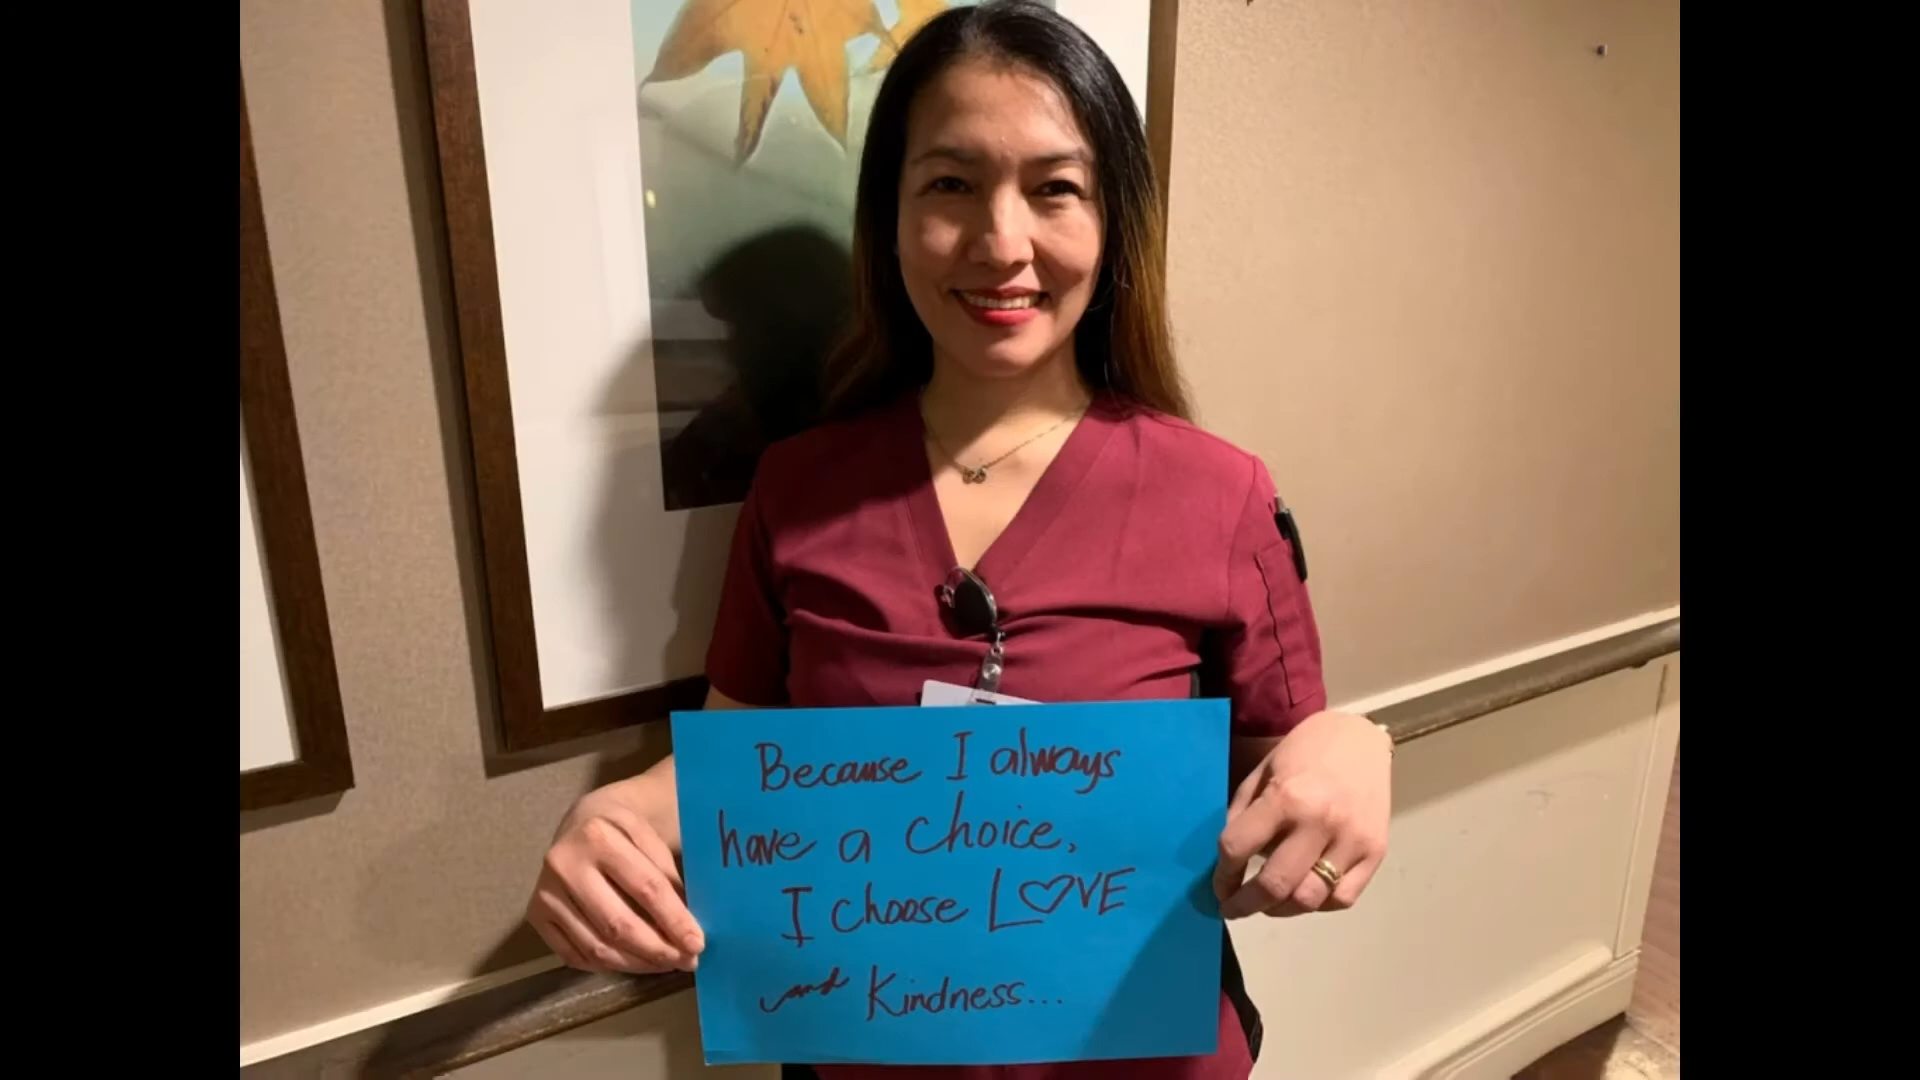 Because I always
have a choice,
I choose LOVE
and Kindness...